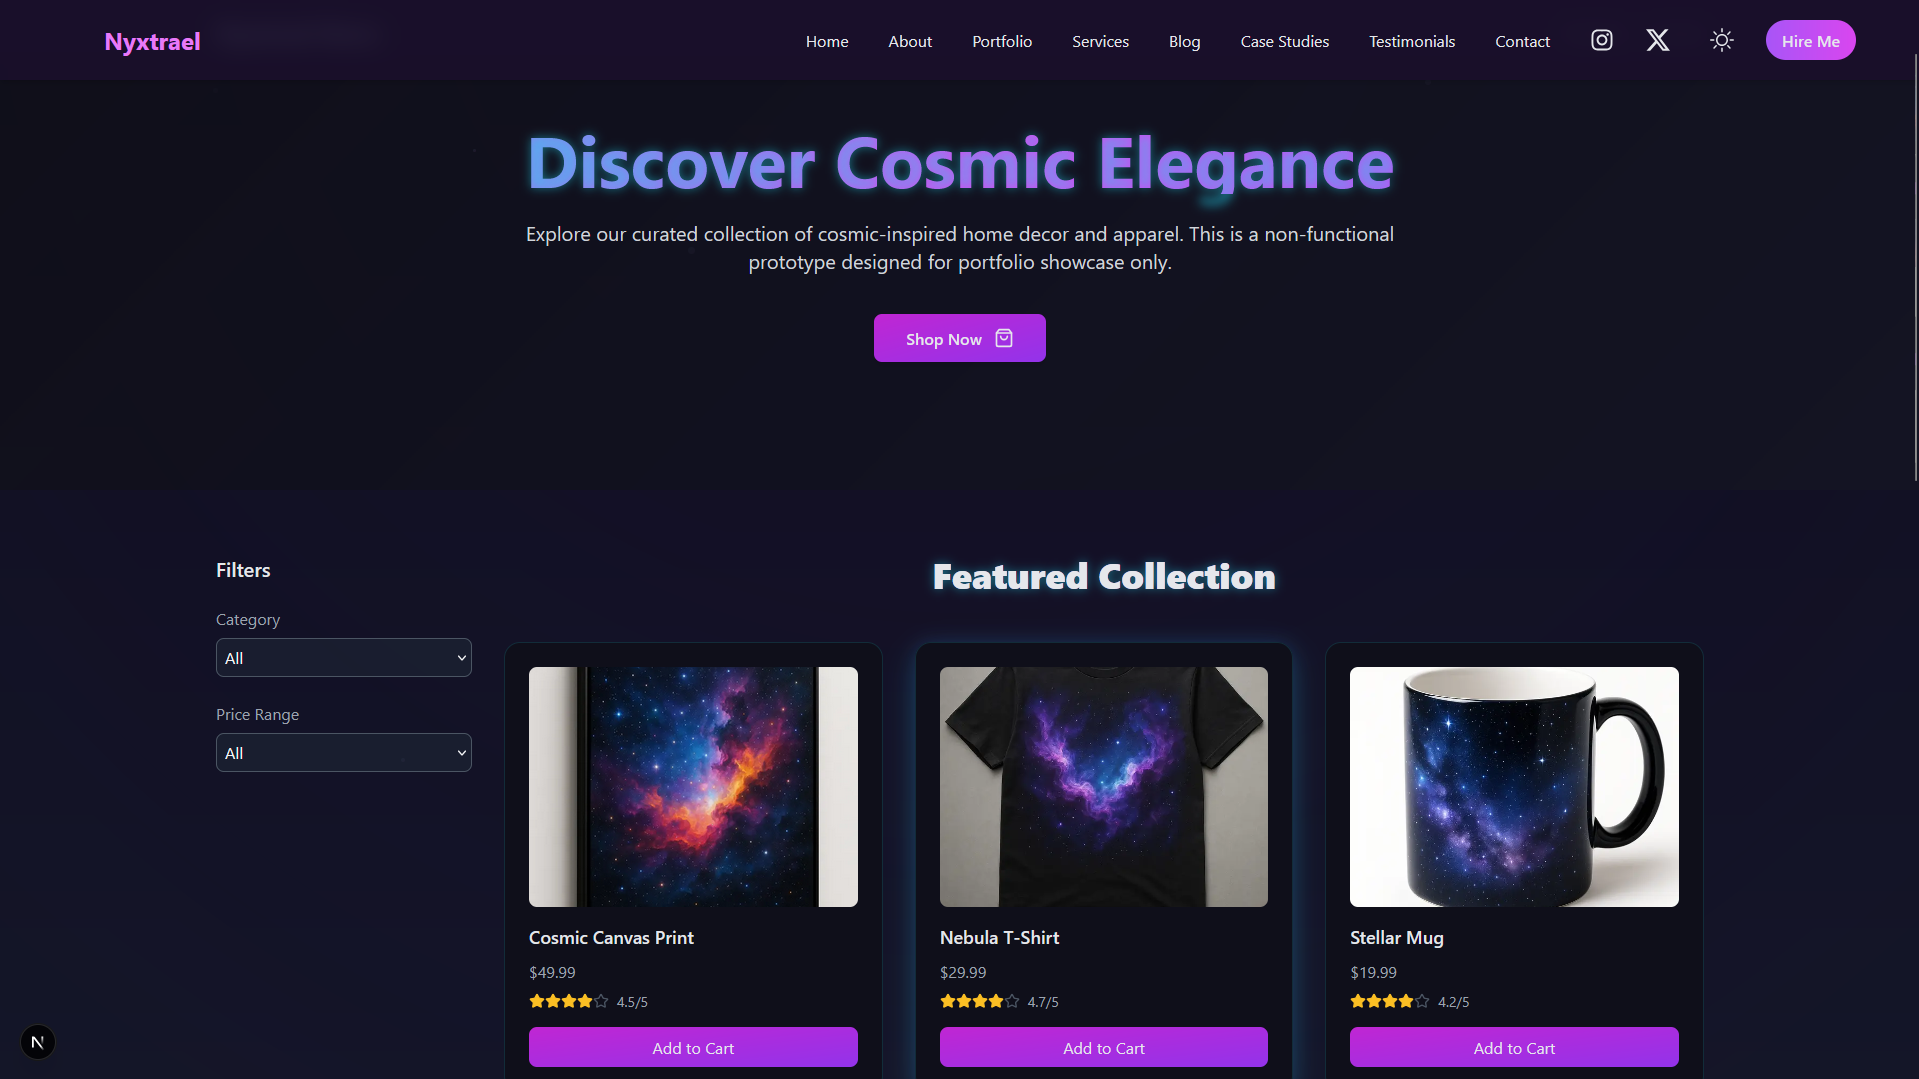 Nyxtrael
Home About Portfolio Services Blog Case Studies Testimonials Contact Hire Me
Discover Cosmic Elegance
Explore our curated collection of cosmic-inspired home decor and apparel. This is a non-functional
prototype designed for portfolio showcase only.
Shop Now
Filters
Category
All
Price Range
All
Featured Collection
Cosmic Canvas Print
$49.99
4.5/5
Add to Cart
Nebula T-Shirt
$29.99
4.7/5
Add to Cart
Stellar Mug
$19.99
4.2/5
Add to Cart
N